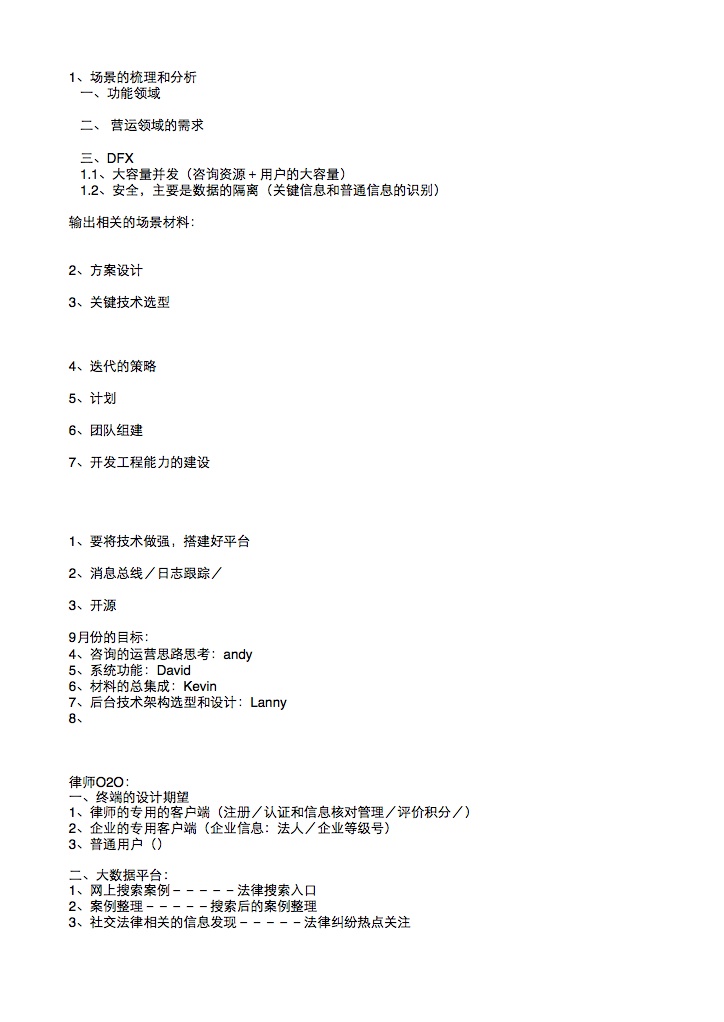 1、场景的梳理和分析
一、功能领域
二、 营运领域的需求
三、DFX
1.1、大容量并发（咨询资源＋用户的大容量）
1.2、安全，主要是数据的隔离（关键信息和普通信息的识别）
输出相关的场景材料：
2、方案设计
3、关键技术选型
4、迭代的策略
5、计划
6、团队组建
7、开发工程能力的建设
1、要将技术做强，搭建好平台
2、消息总线／日志跟踪／
3、开源
9月份的目标：
4、咨询的运营思路思考：andy
5、系统功能：David
6、材料的总集成：Kevin
7、后台技术架构选型和设计：Lanny
8、
律师O2O：
一、终端的设计期望
1、律师的专用的客户端（注册／认证和信息核对管理／评价积分／）
2、企业的专用客户端（企业信息：法人／企业等级号）
3、普通用户（）
二、大数据平台：
1、网上搜索案例－－－－－法律搜索入口
2、案例整理－－－－－搜索后的案例整理
3、社交法律相关的信息发现－－－－－法律纠纷热点关注